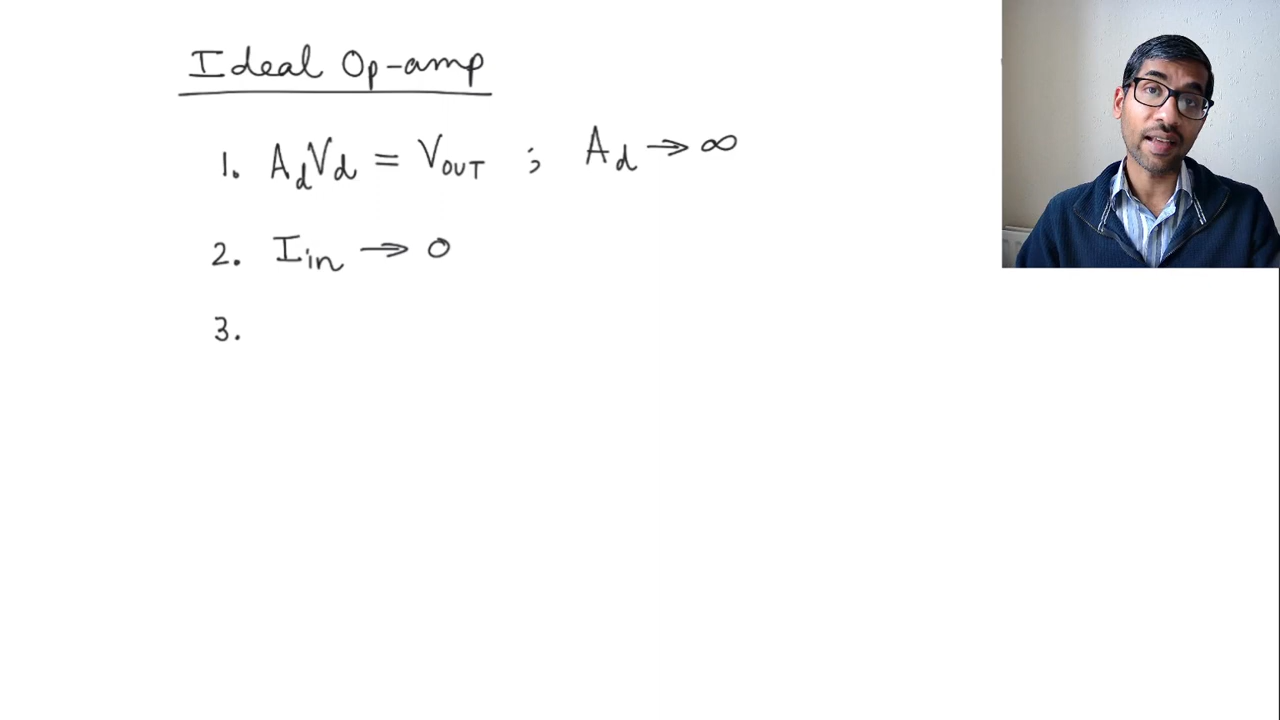 Ideal Op-amp
1. AdVd = VOUT ; Ad → ∞
2. Iin → 0
3.